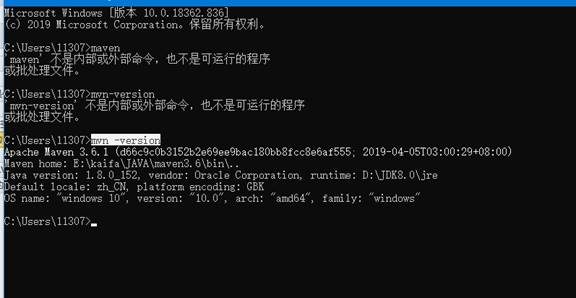 Microsoft Windows [版本 10.0.18362.836]
(c) 2019 Microsoft Corporation。保留所有权利。
C:\Users\11307>maven
'maven' 不是内部或外部命令，也不是可运行的程序
或批处理文件。
C:\Users\11307>mvn-version
'mvn-version' 不是内部或外部命令，也不是可运行的程序
或批处理文件。
C:\Users\11307>mvn -version
Apache Maven 3.6.1 (d66c9c0b3152b2e69ee9bac180bb8fcc8e6af555; 2019-04-05T03:00:29+08:00)
Maven home: E:\kaifa\JAVA\maven3.6\bin\..
Java version: 1.8.0_152, vendor: Oracle Corporation, runtime: D:\JDK8.0\jre
Default locale: zh_CN, platform encoding: GBK
OS name: "windows 10", version: "10.0", arch: "amd64", family: "windows"
C:\Users\11307>